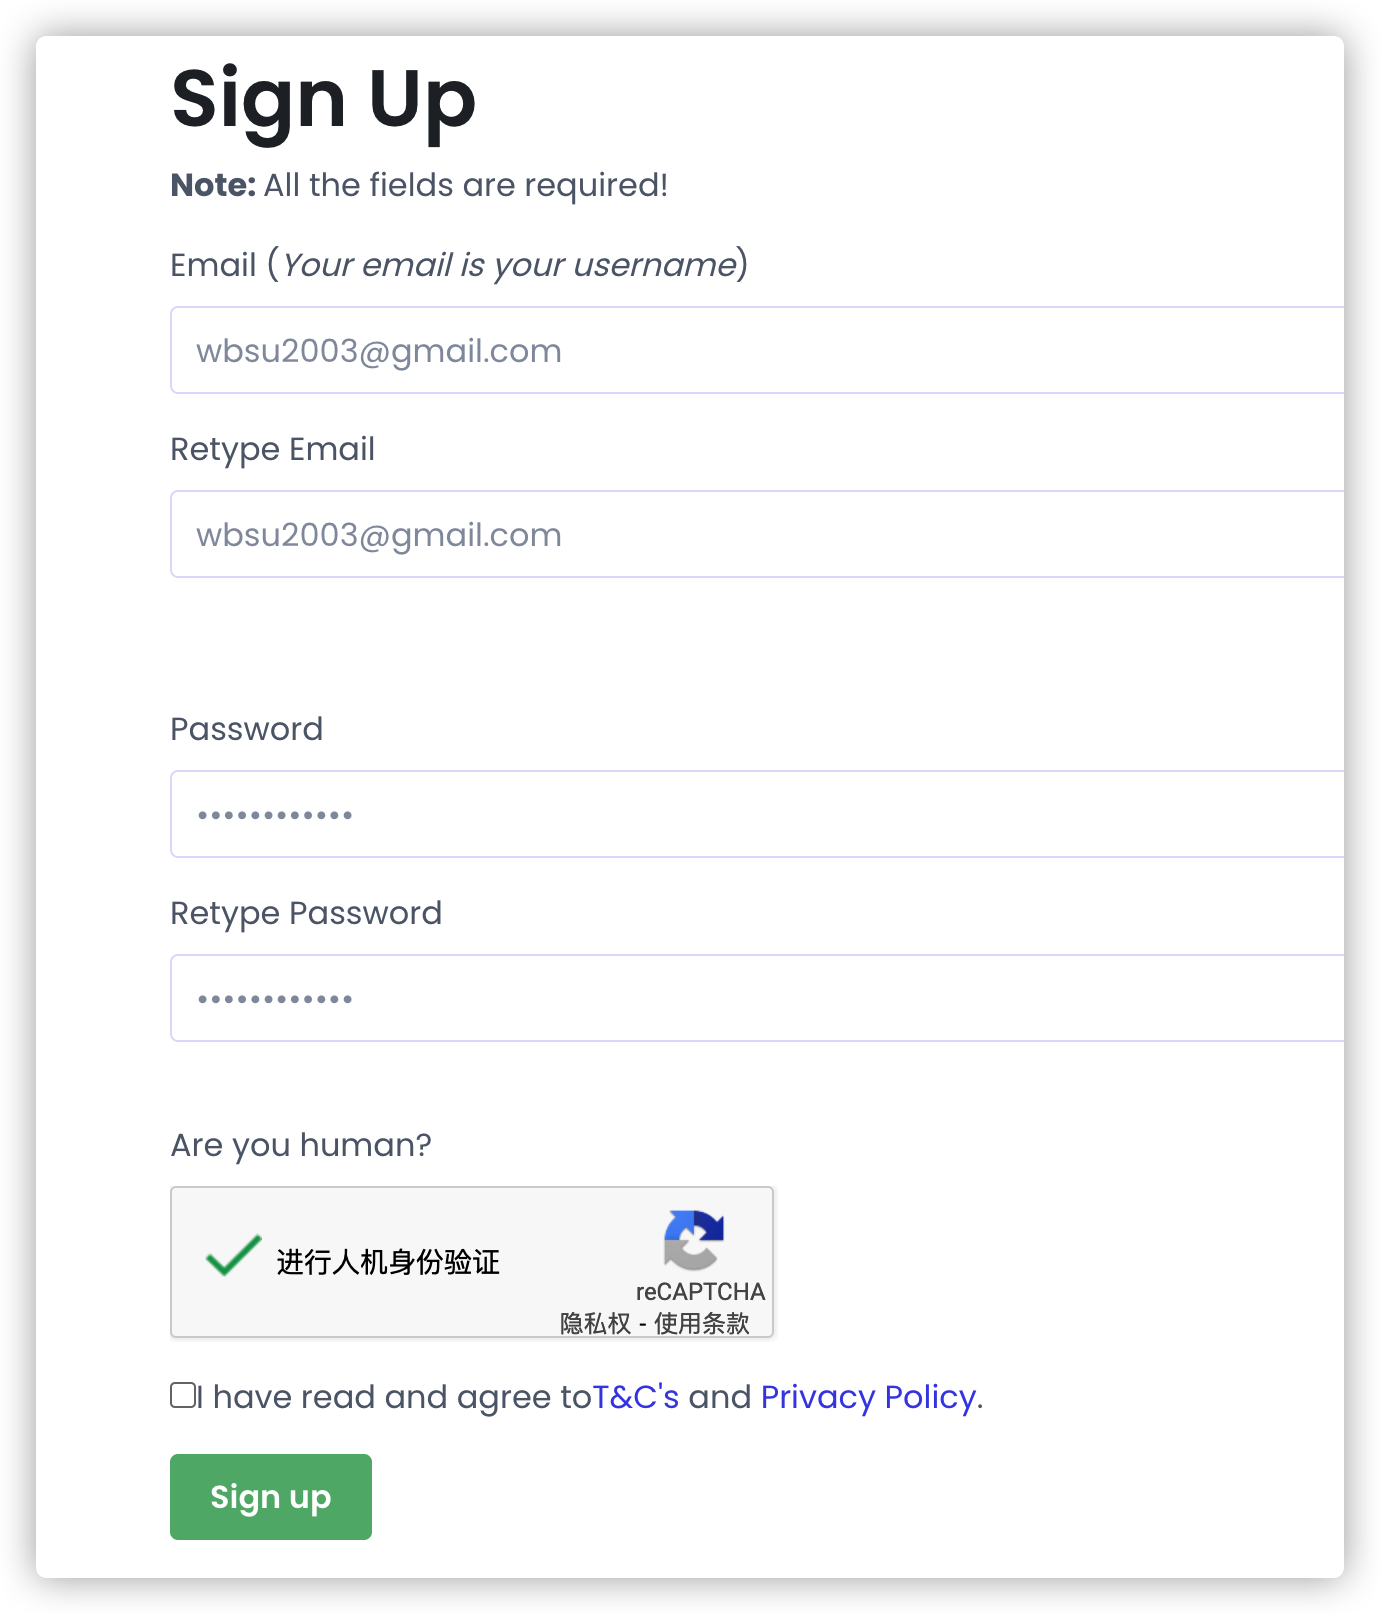 Sign Up
Note: All the fields are required!
Email (Your email is your username)
wbsu2003@gmail.com
Retype Email
wbsu2003@gmail.com
Password
••••••••••••
Retype Password
••••••••••••
Are you human?
进行人机身份验证
reCAPTCHA
隐私权 - 使用条款
I have read and agree toT&C's and Privacy Policy.
Sign up